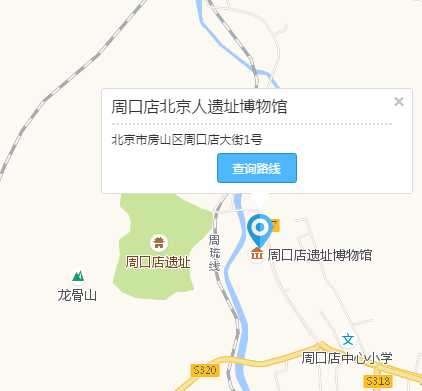 周口店北京人遗址博物馆
北京市房山区周口店大街1号
查询路线
周口店遗址博物馆
周口店遗址
周琉线
龙骨山
周口店中心小学
S320
S318